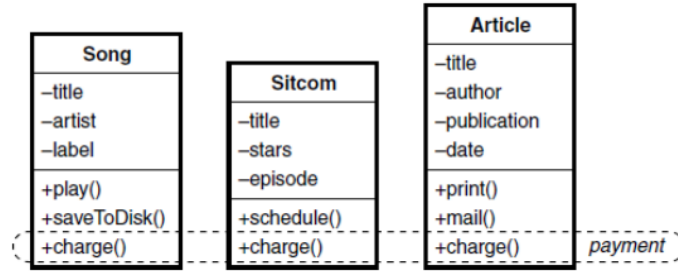 Song
–title
–artist
–label
+play()
+saveToDisk()
+charge()
Sitcom
–title
–stars
–episode
+schedule()
+charge()
Article
–title
–author
–publication
–date
+print()
+mail()
+charge()
payment